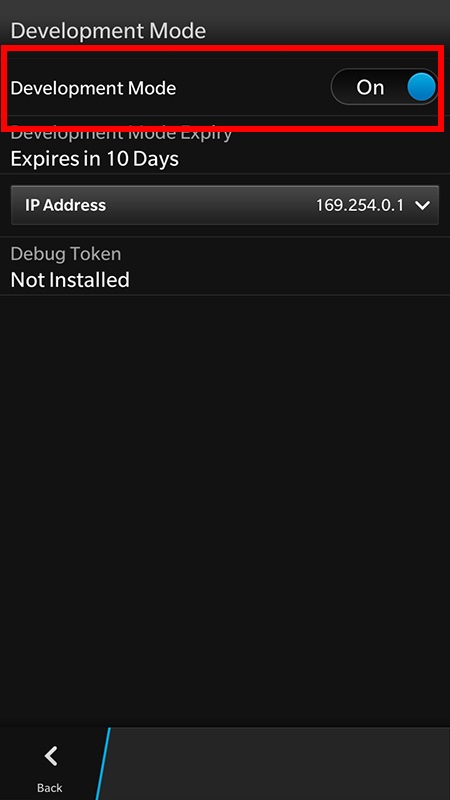 Development Mode
Development Mode
On
Development Mode Expiry
Expires in 10 Days
IP Address
169.254.0.1
Debug Token
Not Installed
Back